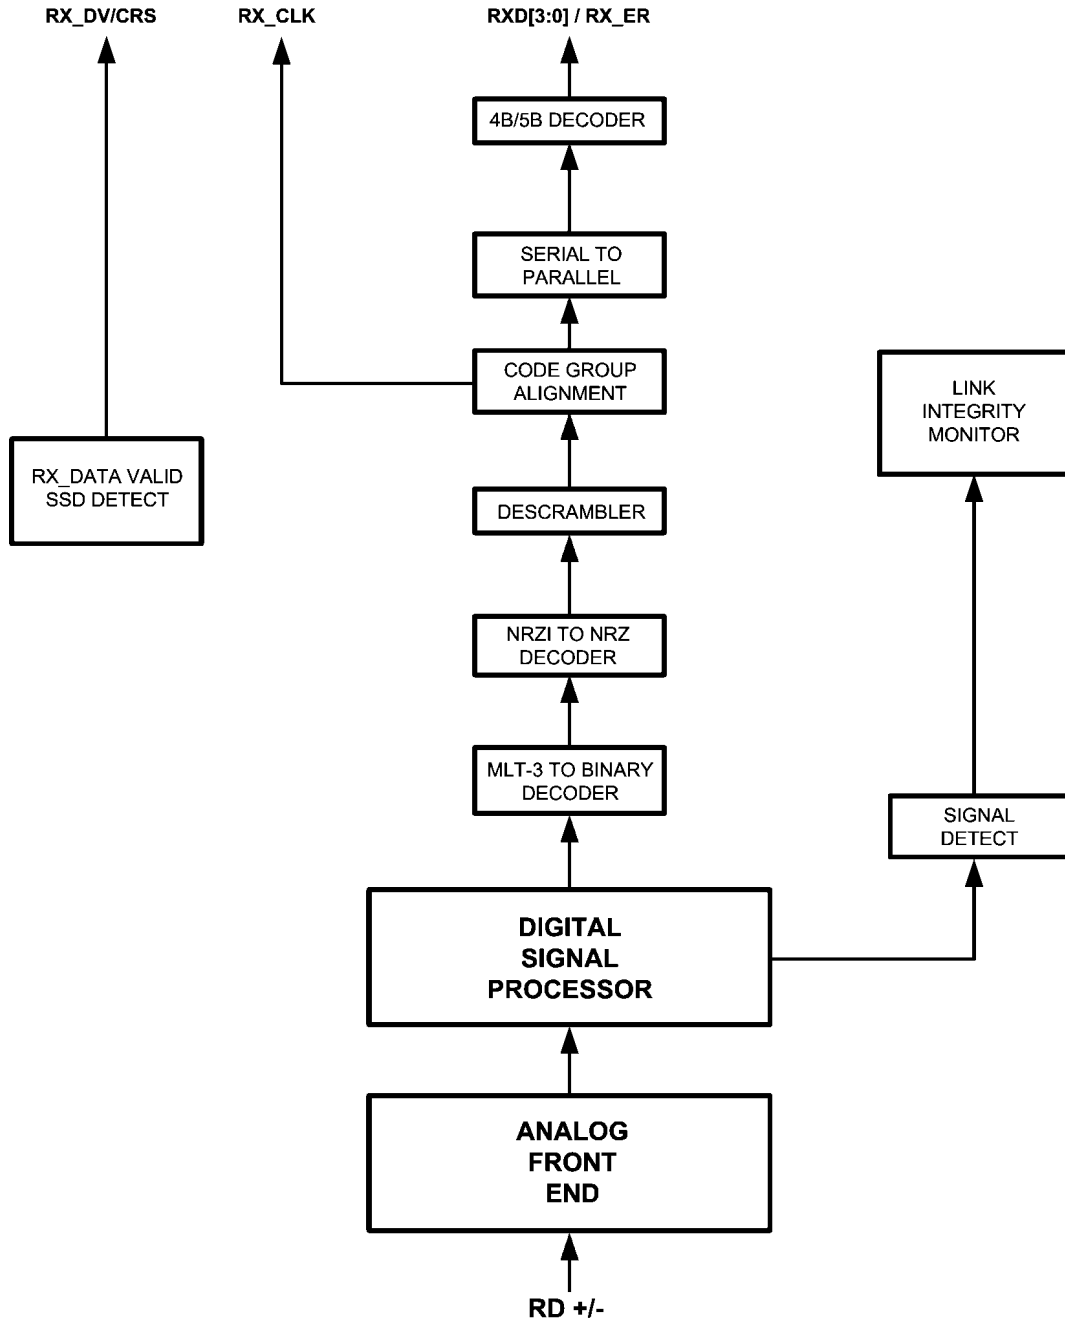 RX_DV/CRS
RX_CLK
RXD[3:0] / RX_ER
4B/5B DECODER
SERIAL TO
PARALLEL
CODE GROUP
ALIGNMENT
LINK
INTEGRITY
MONITOR
RX_DATA VALID
SSD DETECT
DESCRAMBLER
NRZI TO NRZ
DECODER
MLT-3 TO BINARY
DECODER
SIGNAL
DETECT
DIGITAL
SIGNAL
PROCESSOR
ANALOG
FRONT
END
RD +/-